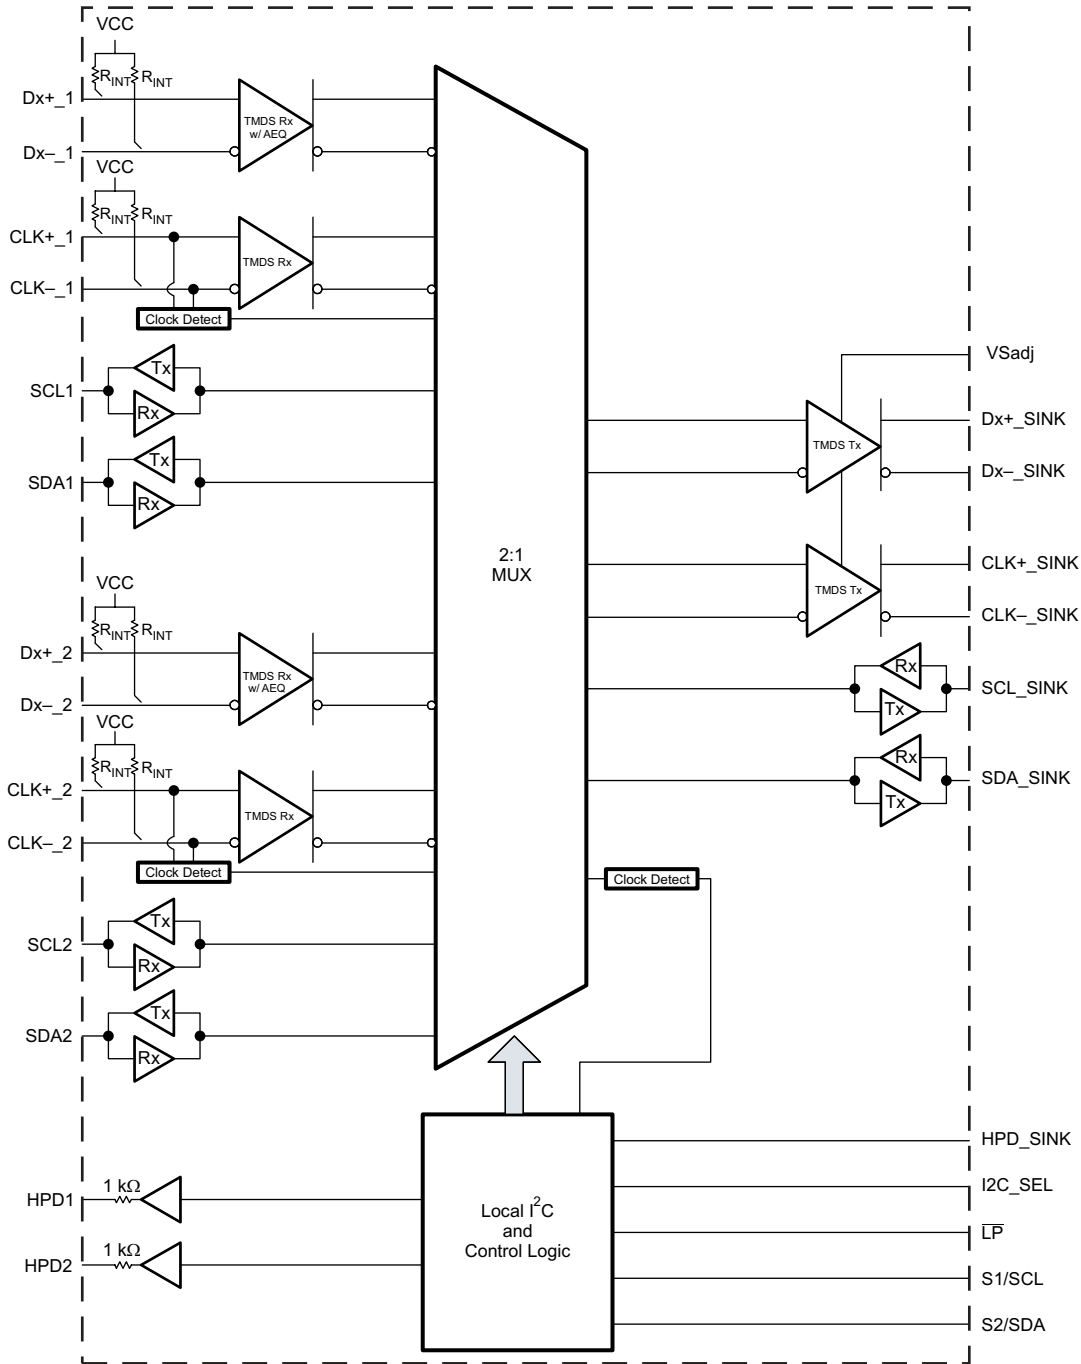 VCC
RINT RINT
Dx+_1
TMDS Rx
w/ AEQ
Dx–_1
VCC
RINT RINT
CLK+_1
TMDS Rx
CLK–_1
Clock Detect
Tx
SCL1
Rx
Tx
SDA1
Rx
VCC
RINT RINT
Dx+_2
TMDS Rx
w/ AEQ
Dx–_2
VCC
RINT RINT
CLK+_2
TMDS Rx
CLK–_2
Clock Detect
Tx
SCL2
Rx
Tx
SDA2
Rx
2:1
MUX
VSadj
Dx+_SINK
TMDS Tx
Dx–_SINK
CLK+_SINK
TMDS Tx
CLK–_SINK
Rx
SCL_SINK
Tx
Rx
SDA_SINK
Tx
Clock Detect
1 kΩ
HPD1
1 kΩ
HPD2
Local I²C
and
Control Logic
HPD_SINK
I2C_SEL
L̅P̅
S1/SCL
S2/SDA